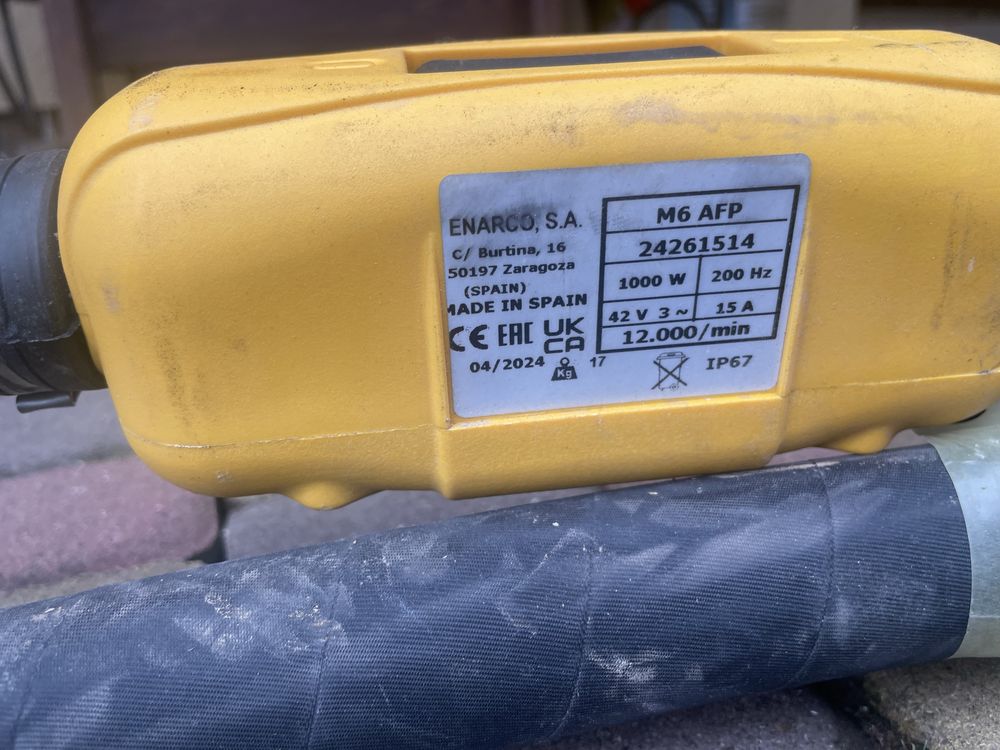 ENARCO, S.A.
C/ Burtina, 16
50197 Zaragoza
(SPAIN)
MADE IN SPAIN
CE EAC UK CA
04/2024 Kg 17
M6 AFP
24261514
1000 W 200 Hz
42 V 3 ~ 15 A
12.000/min
IP67